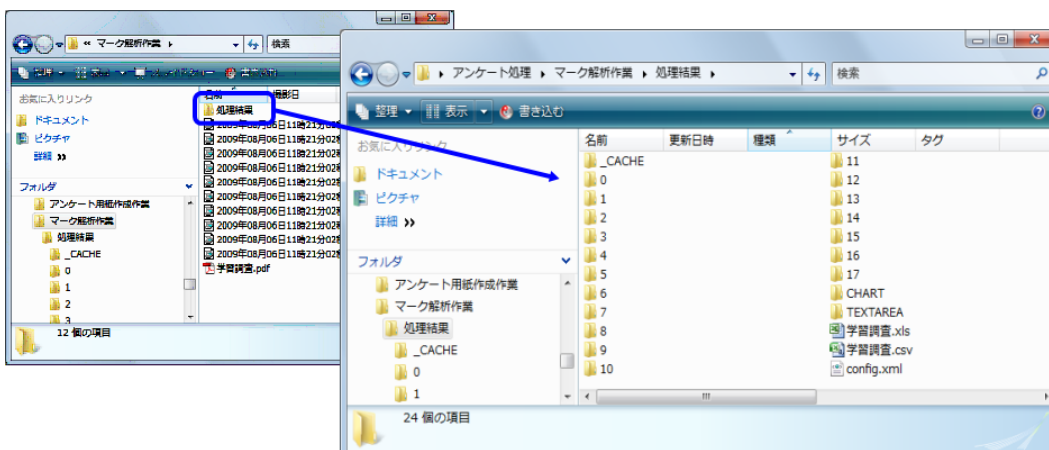 « マーク解析作業 ▸
検索
お気に入りリンク
ドキュメント
ピクチャ
詳細 »
フォルダ
アンケート用紙作成作業
マーク解析作業
処理結果
_CACHE
0
1
2
3
12 個の項目
名前
撮影日
処理結果
2009年08月06日11時21分02
2009年08月06日11時21分02
2009年08月06日11時21分02
2009年08月06日11時21分02
2009年08月06日11時21分02
2009年08月06日11時21分02
2009年08月06日11時21分02
2009年08月06日11時21分02
2009年08月06日11時21分02
2009年08月06日11時21分02
学習調査.pdf
▸ アンケート処理 ▸ マーク解析作業 ▸ 処理結果 ▸
検索
整理 表示 書き込む
お気に入りリンク
ドキュメント
ピクチャ
詳細 »
フォルダ
アンケート用紙作成作業
マーク解析作業
処理結果
_CACHE
0
1
24 個の項目
名前 更新日時 種類 サイズ タグ
_CACHE
0
1
2
3
4
5
6
7
8
9
10
11
12
13
14
15
16
17
CHART
TEXTAREA
学習調査.xls
学習調査.csv
config.xml